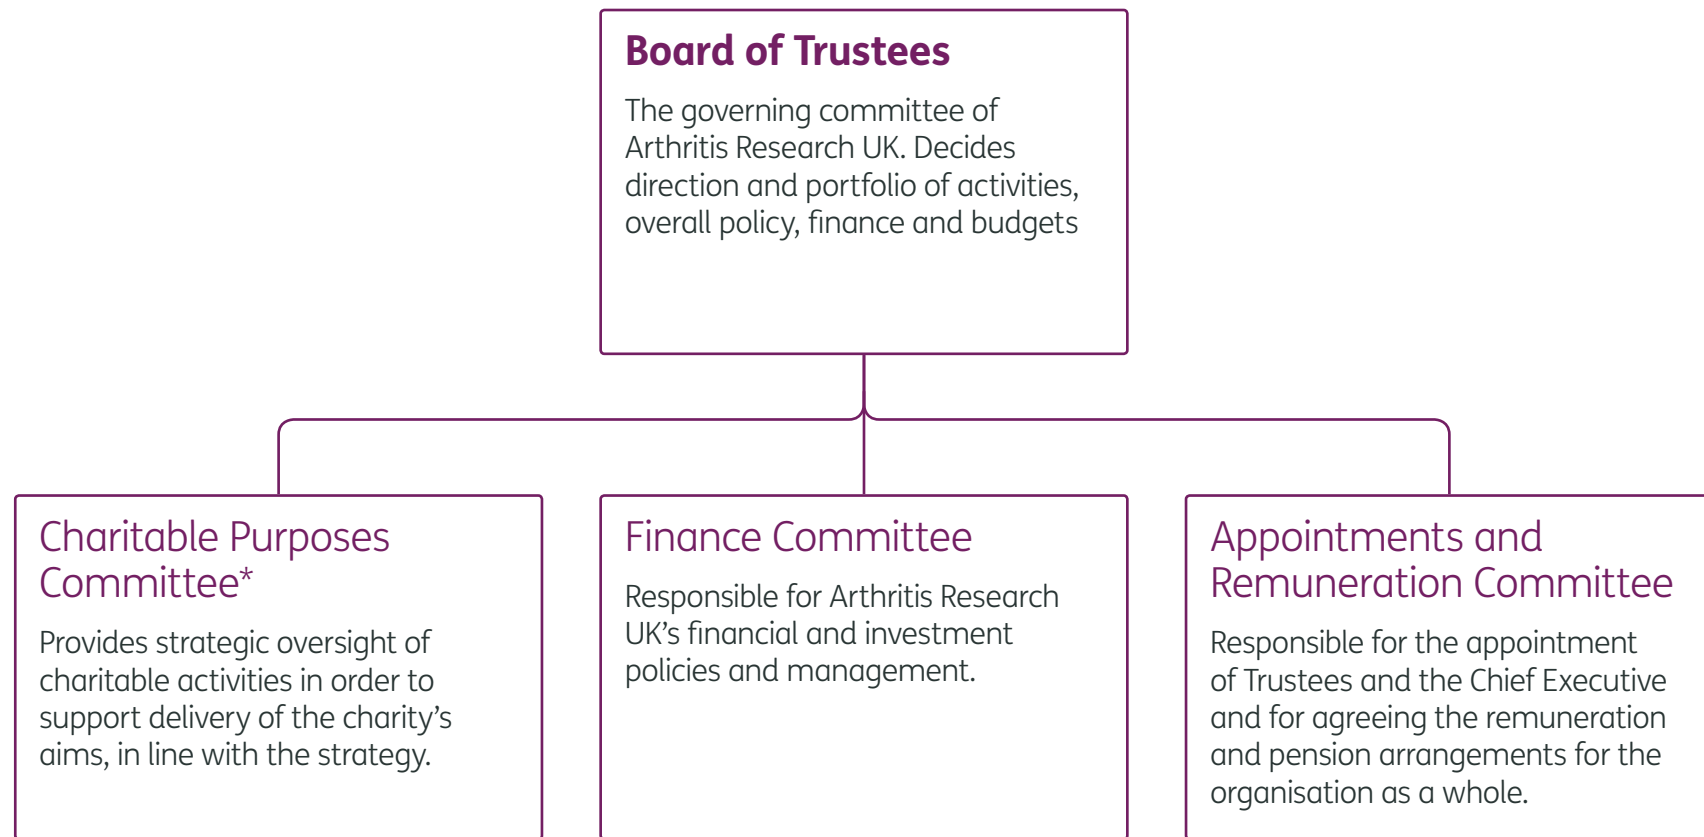 Board of Trustees
The governing committee of
Arthritis Research UK. Decides
direction and portfolio of activities,
overall policy, finance and budgets
Charitable Purposes
Committee*
Provides strategic oversight of
charitable activities in order to
support delivery of the charity’s
aims, in line with the strategy.
Finance Committee
Responsible for Arthritis Research
UK’s financial and investment
policies and management.
Appointments and
Remuneration Committee
Responsible for the appointment
of Trustees and the Chief Executive
and for agreeing the remuneration
and pension arrangements for the
organisation as a whole.